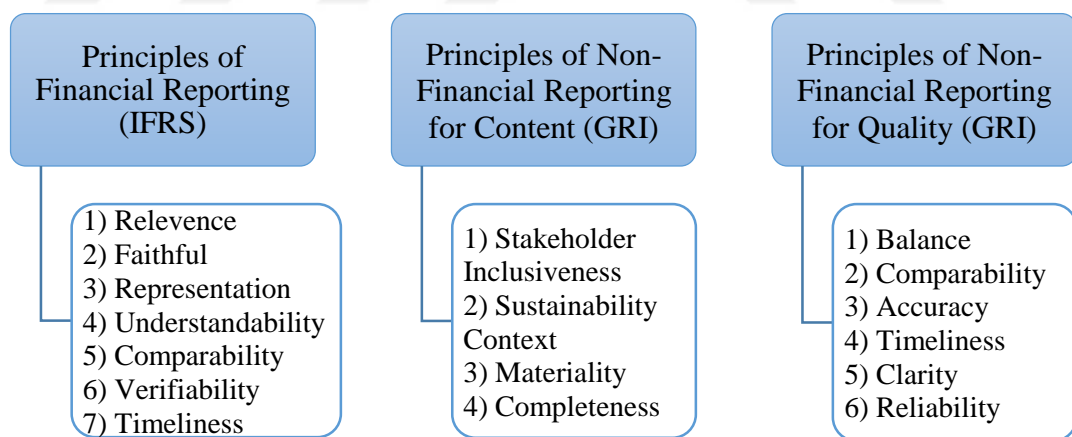 Principles of
Financial Reporting
(IFRS)
1) Relevence
2) Faithful
3) Representation
4) Understandability
5) Comparability
6) Verifiability
7) Timeliness
Principles of Non-
Financial Reporting
for Content (GRI)
1) Stakeholder
Inclusiveness
2) Sustainability
Context
3) Materiality
4) Completeness
Principles of Non-
Financial Reporting
for Quality (GRI)
1) Balance
2) Comparability
3) Accuracy
4) Timeliness
5) Clarity
6) Reliability